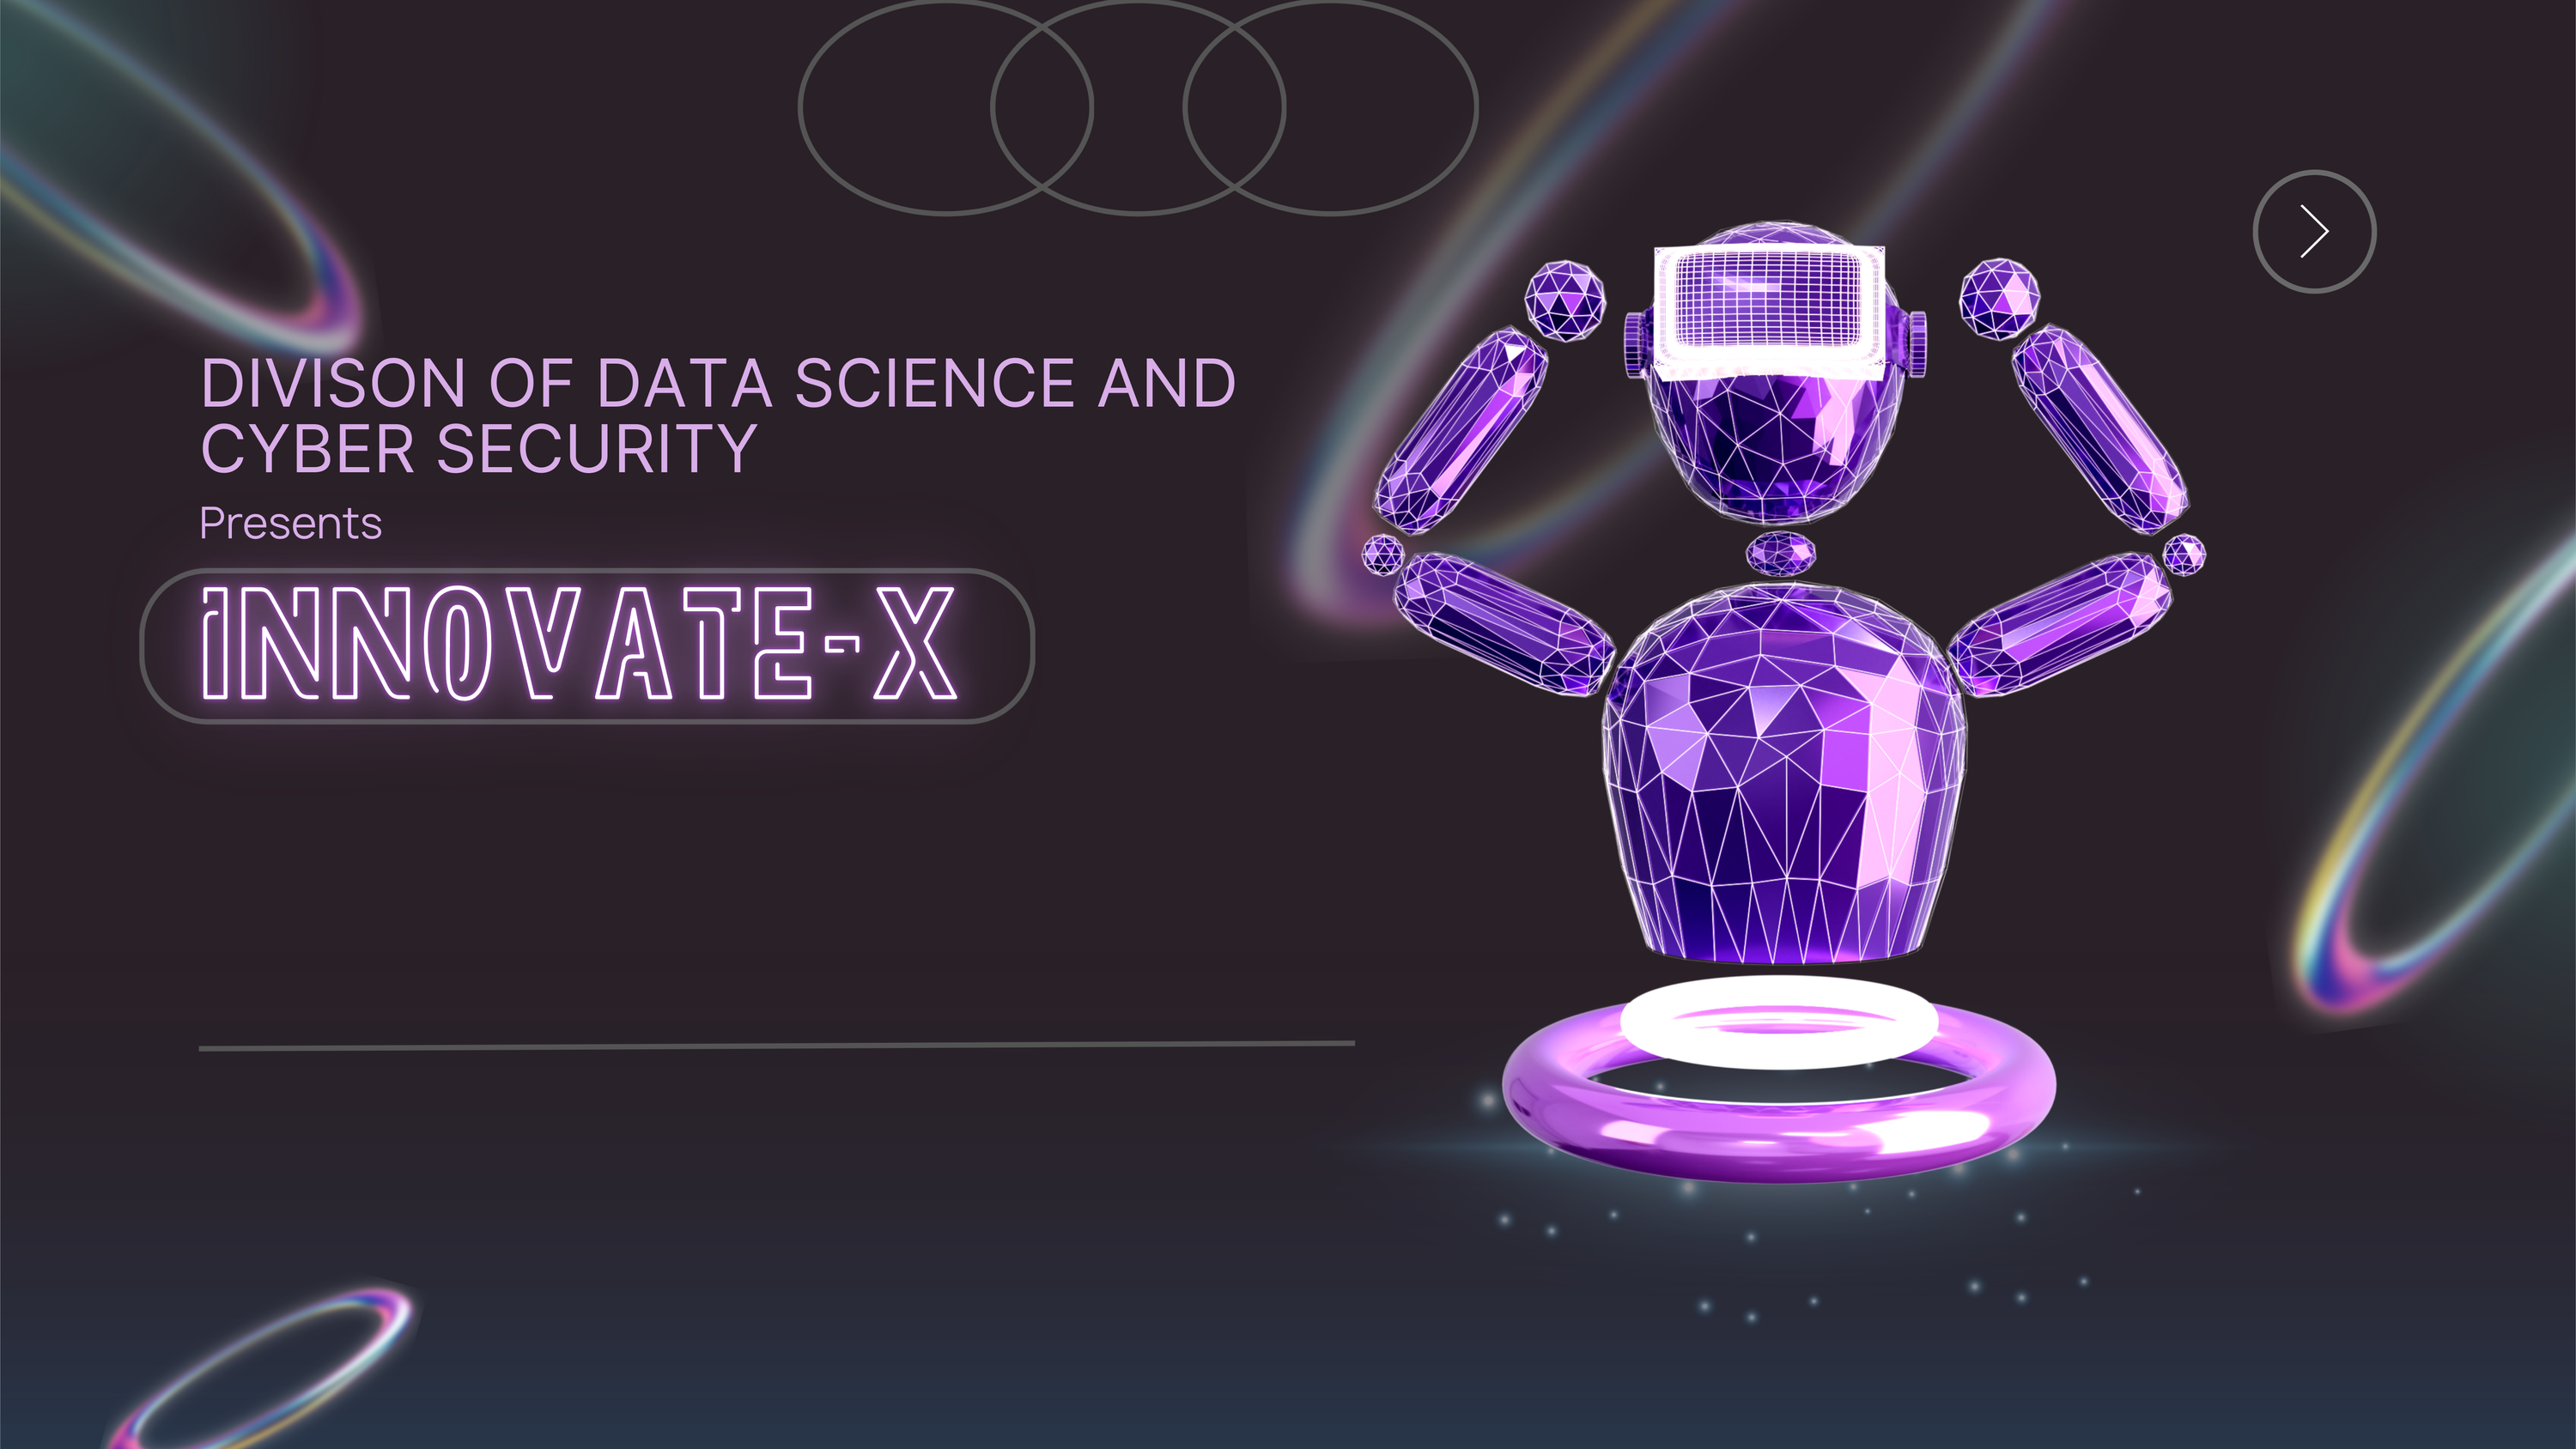 DIVISON OF DATA SCIENCE AND
CYBER SECURITY
Presents
INNOVATE-X